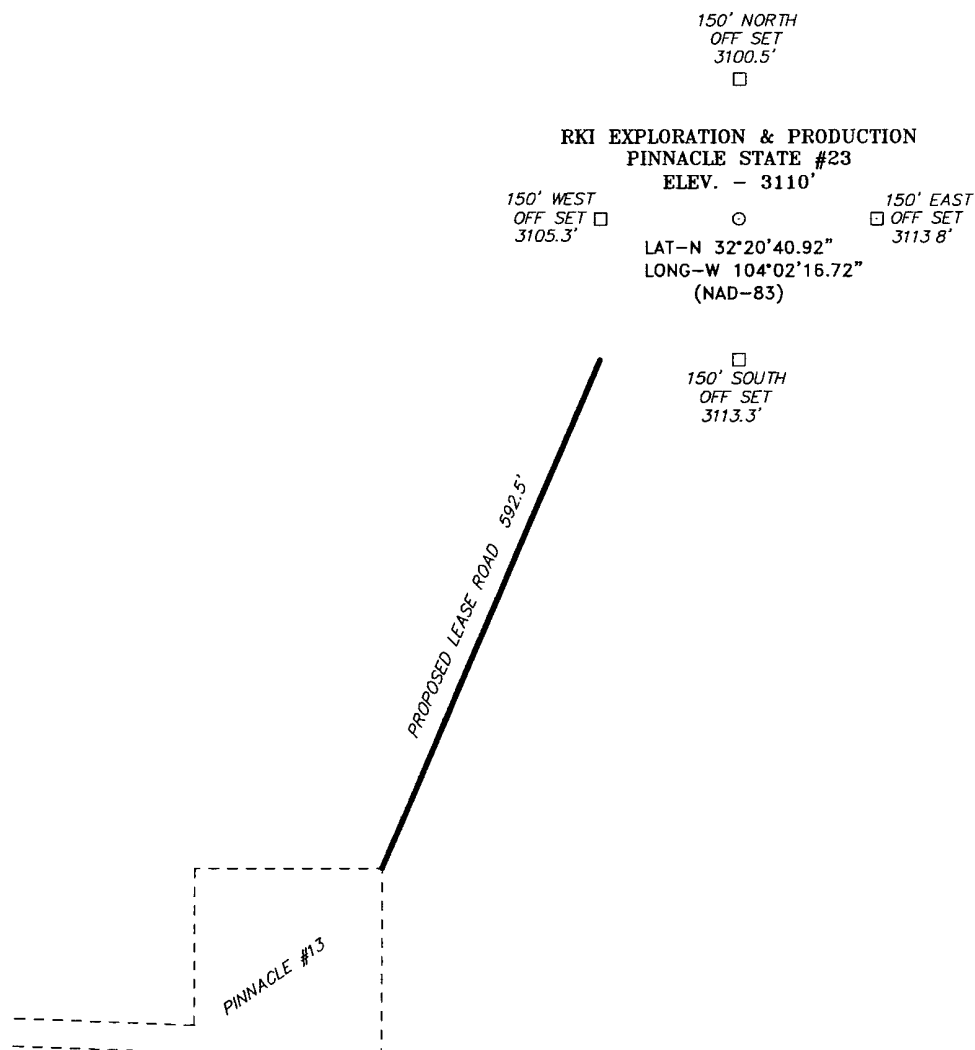 150' NORTH
OFF SET
3100.5'
RKI EXPLORATION & PRODUCTION
PINNACLE STATE #23
ELEV. - 3110'
150' WEST
OFF SET
3105.3'
150' EAST
OFF SET
3113 8'
LAT-N 32°20'40.92"
LONG-W 104°02'16.72"
(NAD-83)
150' SOUTH
OFF SET
3113.3'
PROPOSED LEASE ROAD 592.5'
PINNACLE #13